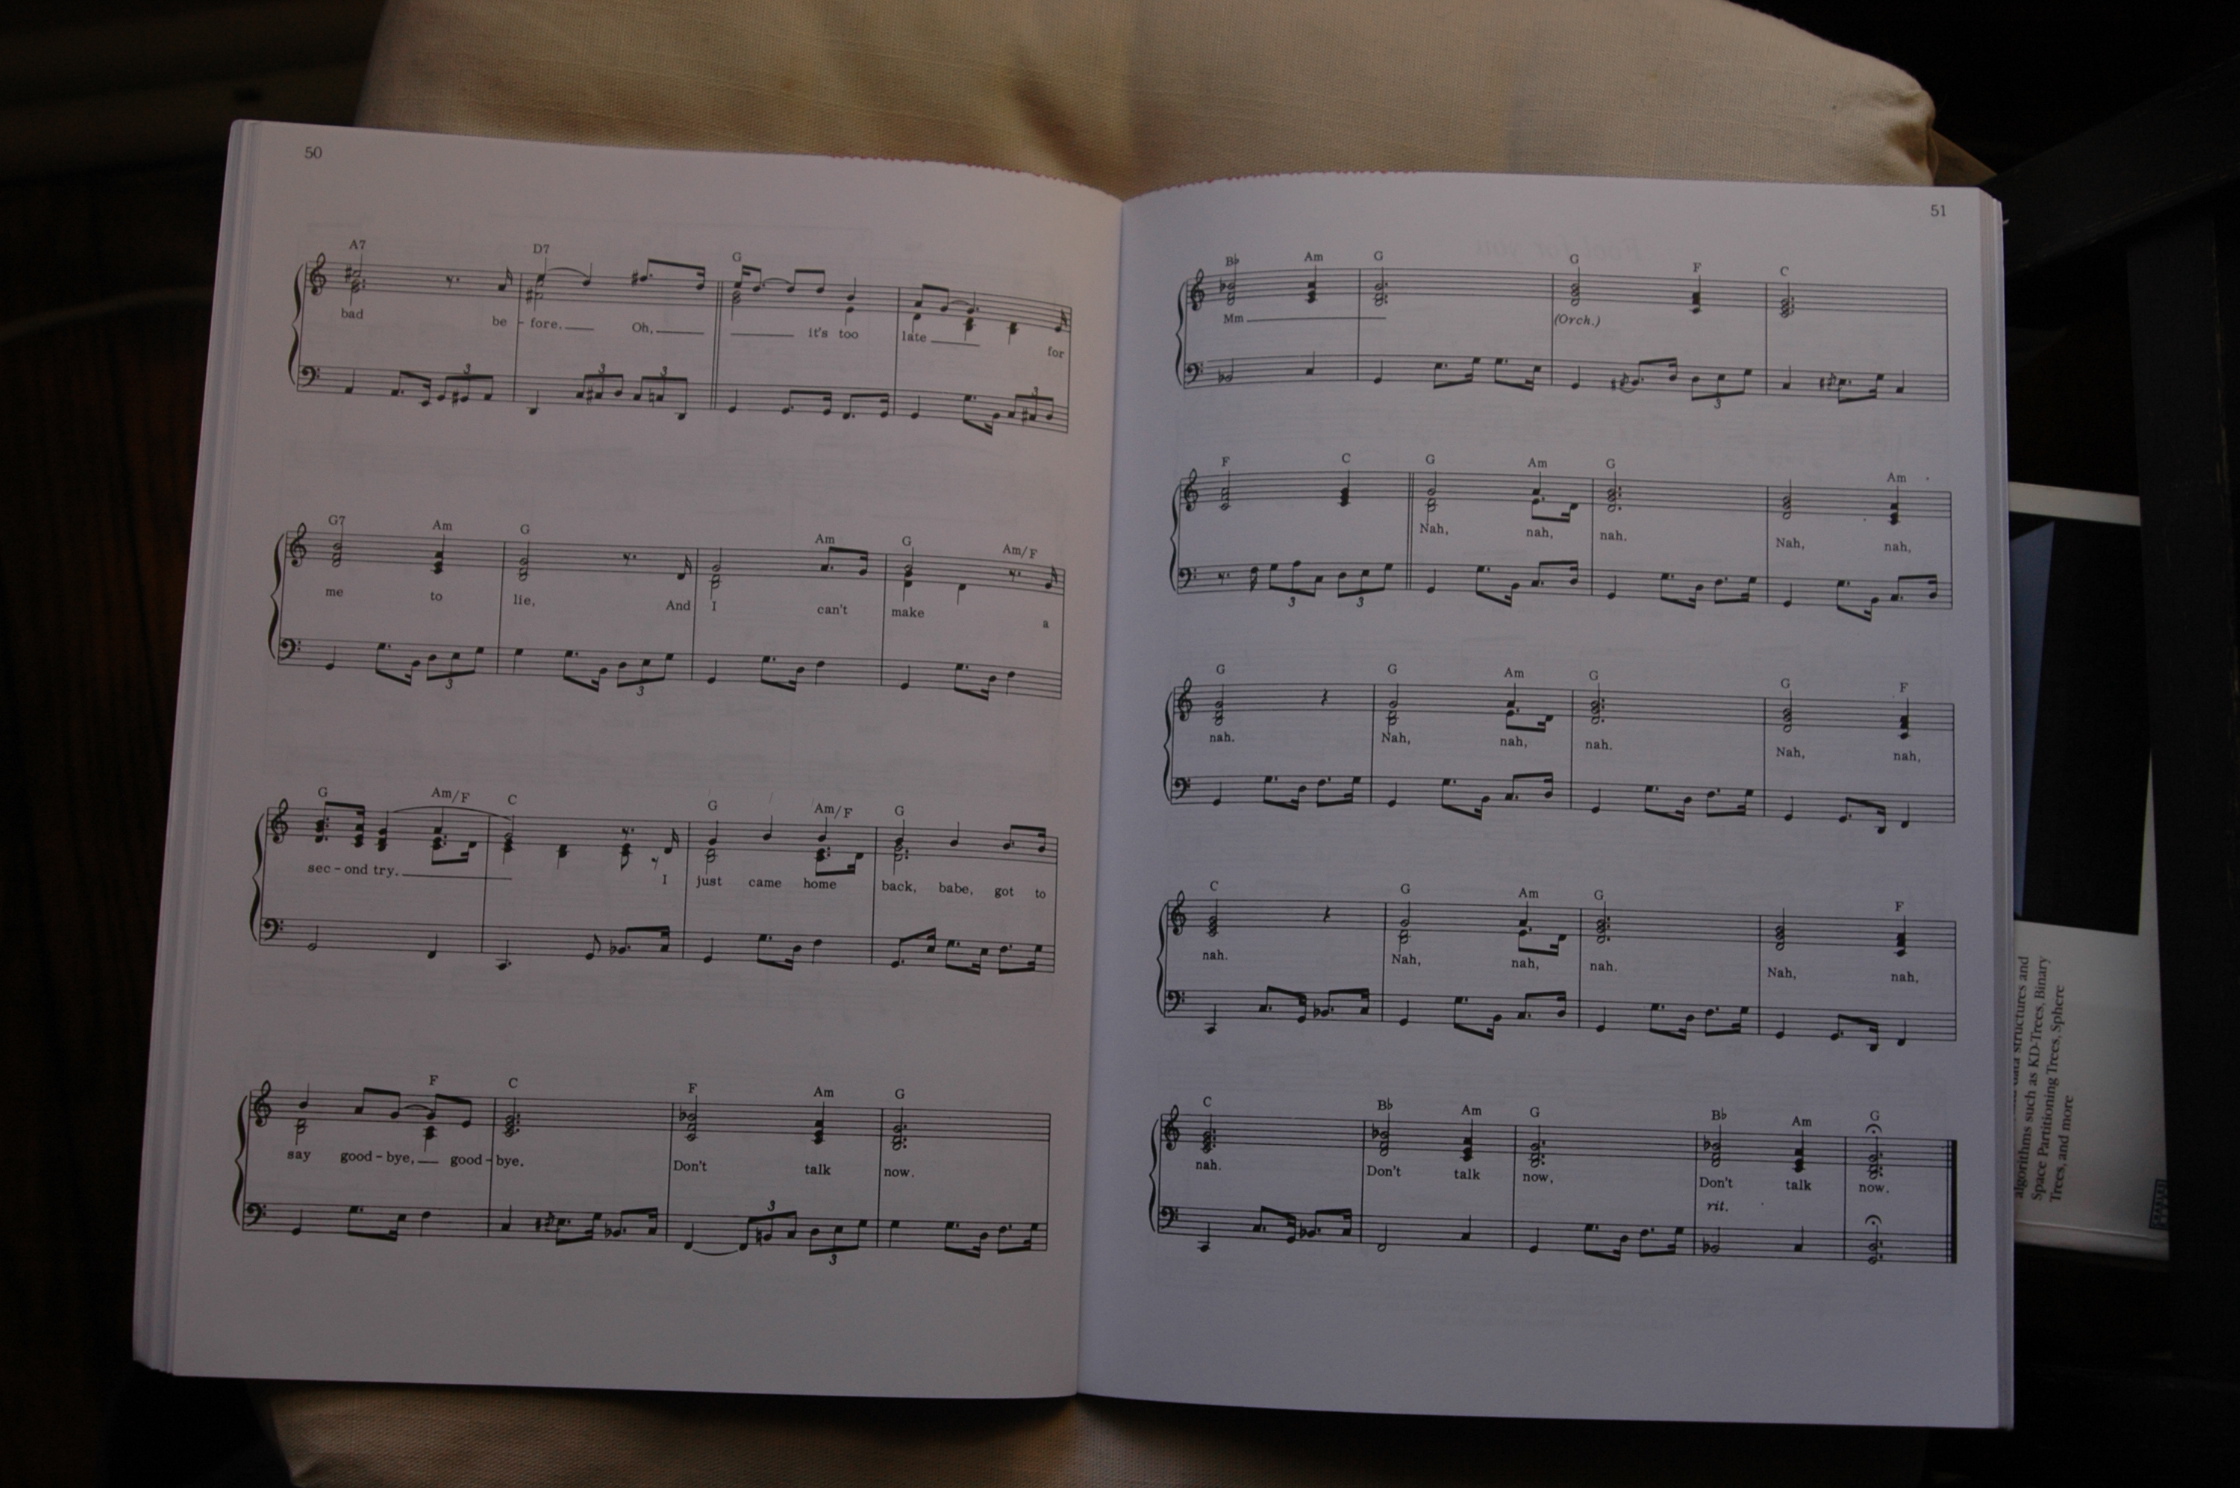 50
A7 D7 G
bad be - fore. Oh, it's too late for
3 3 3 3
G7 Am G Am G Am/F
me to lie, And I can't make a
3 3
G Am/F C G Am/F G
sec - ond try. I just came home back, babe, got to
F C F Am G
say good - bye, good - bye. Don't talk now.
3
3
51
B♭ Am G G F C
Mm (Orch.)
3
F C G Am G Am
Nah, nah, nah. Nah, nah,
3 3
G G Am G G F
nah. Nah, nah, nah. Nah, nah,
C G Am G F
nah. Nah, nah, nah. Nah, nah,
C B♭ Am G B♭ Am G
nah. Don't talk now, Don't talk now.
rit.
structures and
algorithms such as KD-Trees, Binary
Space Partitioning Trees, Sphere
Trees, and more